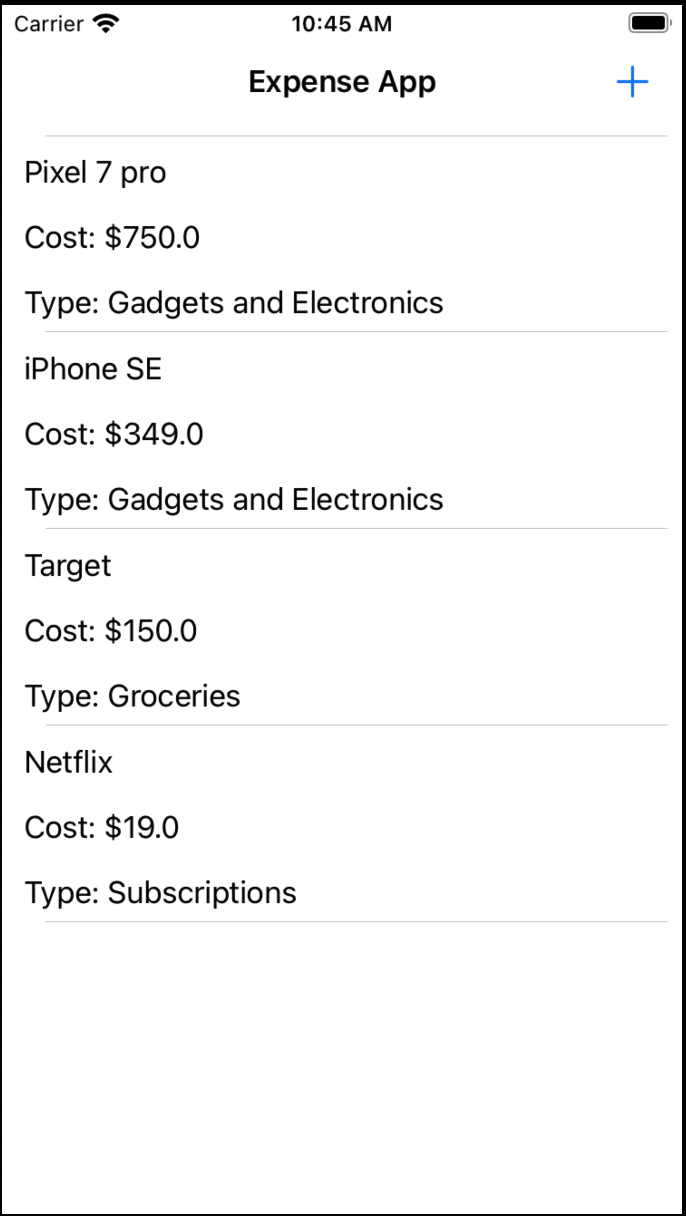 Carrier 10:45 AM
Expense App
Pixel 7 pro
Cost: $750.0
Type: Gadgets and Electronics
iPhone SE
Cost: $349.0
Type: Gadgets and Electronics
Target
Cost: $150.0
Type: Groceries
Netflix
Cost: $19.0
Type: Subscriptions